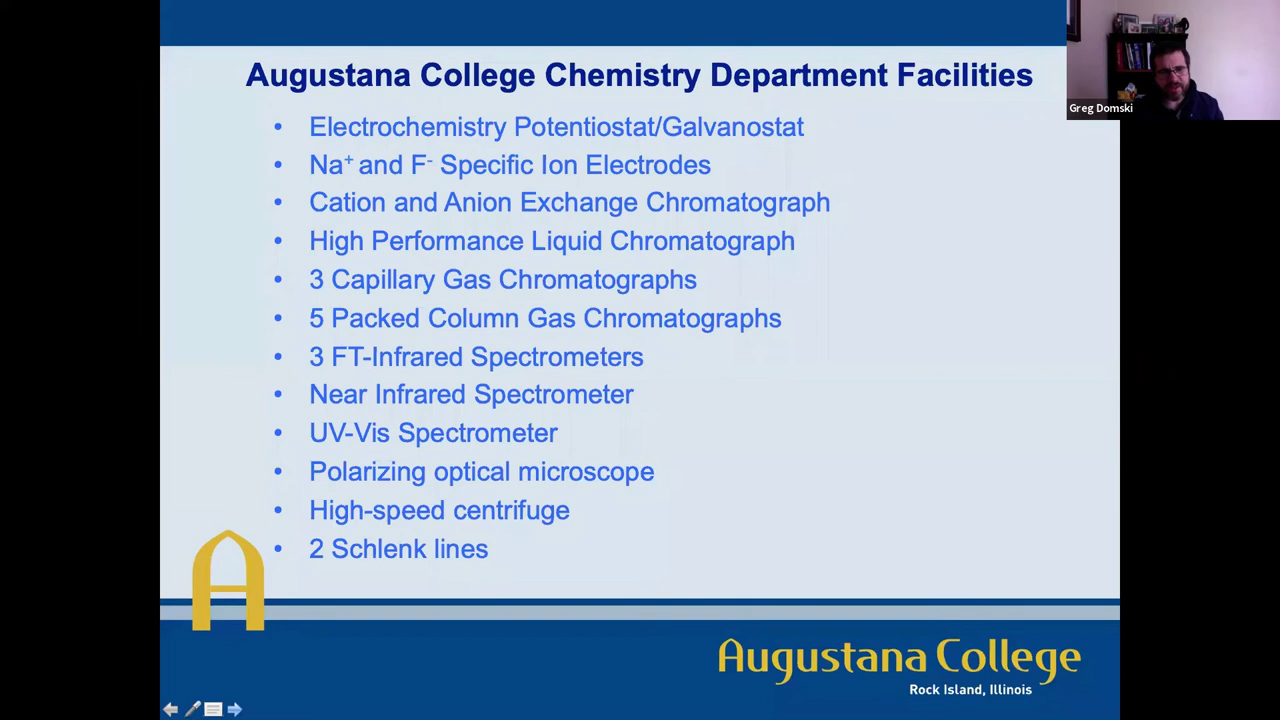 Augustana College Chemistry Department Facilities
Greg Domski
• Electrochemistry Potentiostat/Galvanostat
• Na⁺ and F⁻ Specific Ion Electrodes
• Cation and Anion Exchange Chromatograph
• High Performance Liquid Chromatograph
• 3 Capillary Gas Chromatographs
• 5 Packed Column Gas Chromatographs
• 3 FT-Infrared Spectrometers
• Near Infrared Spectrometer
• UV-Vis Spectrometer
• Polarizing optical microscope
• High-speed centrifuge
• 2 Schlenk lines
Augustana College
Rock Island, Illinois